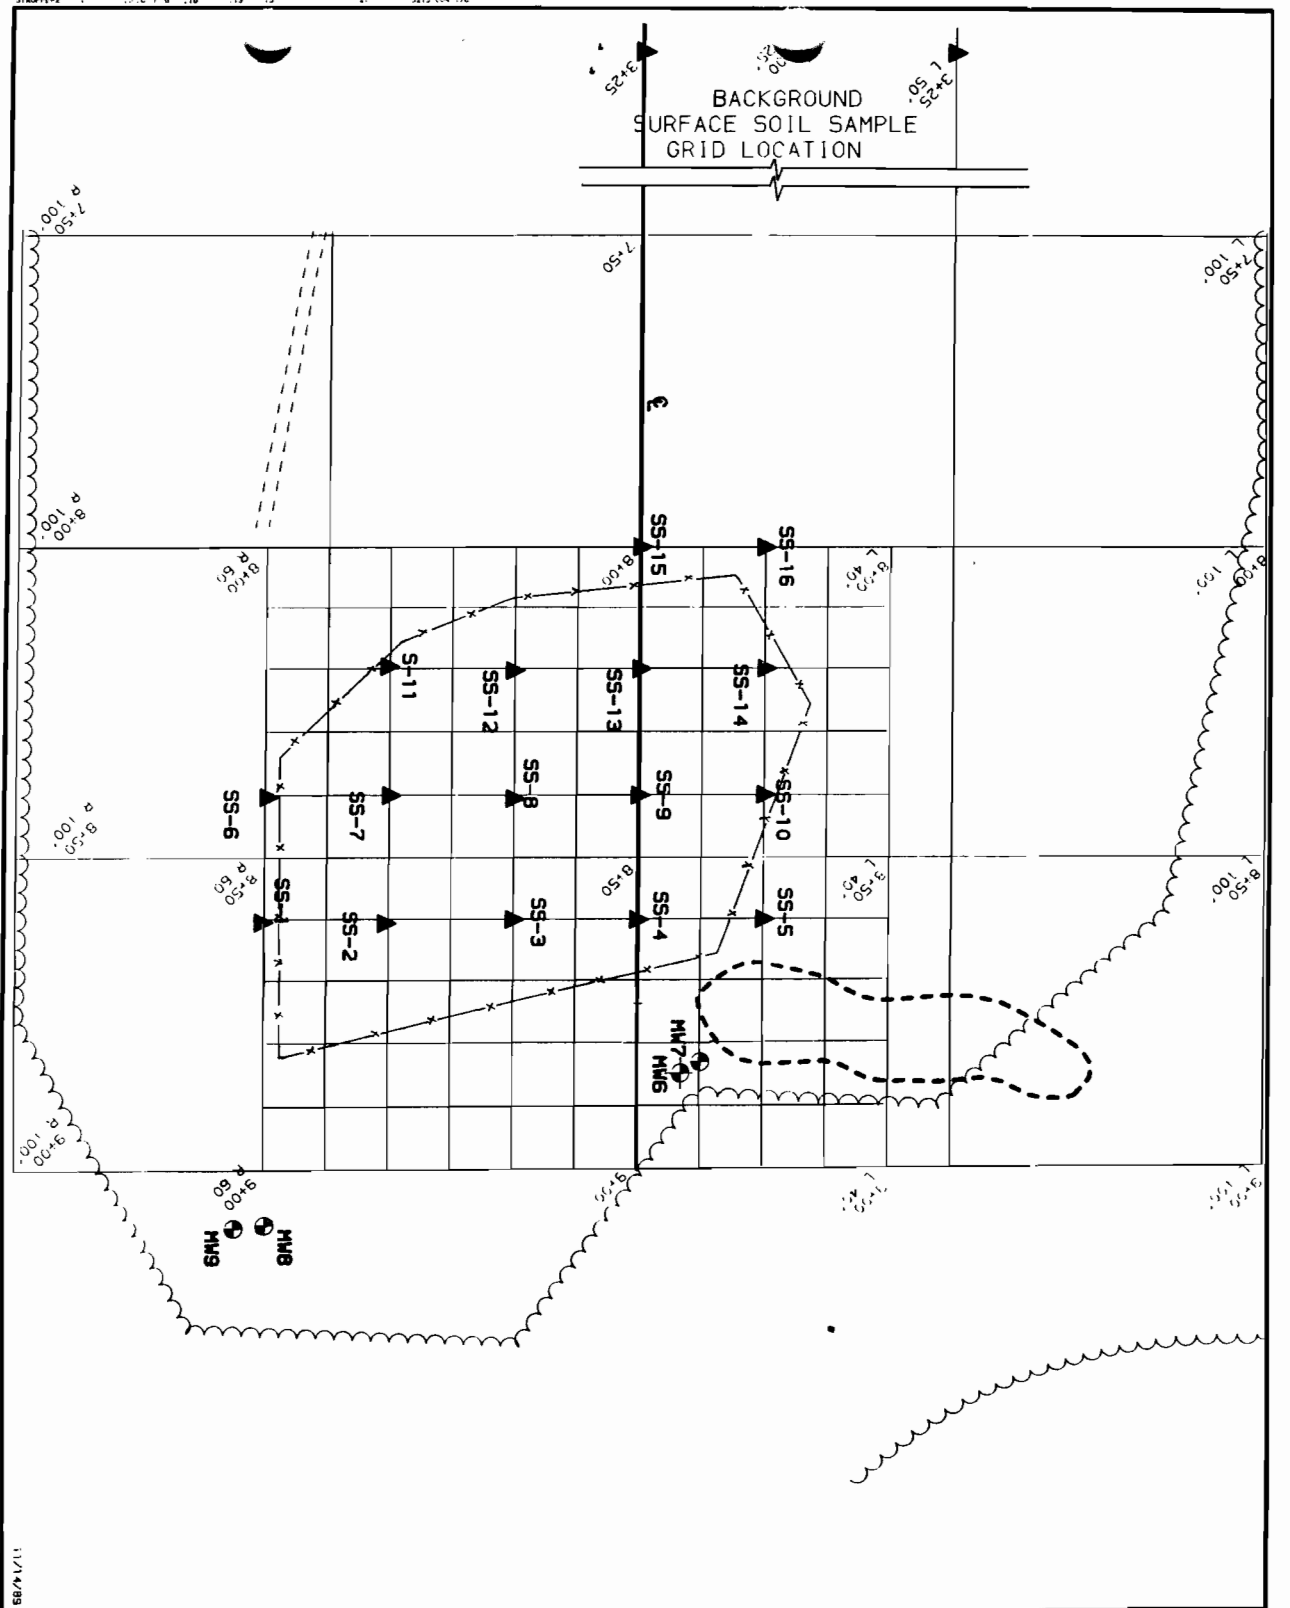 3+25
3+25
L 50'
BACKGROUND
SURFACE SOIL SAMPLE
GRID LOCATION
7+50
R 100'
7+50
7+50
L 100'
℄
8+00
R 100'
8+00
R 60
SS-15
8+00
SS-16
8+00
L 40'
8+00
L 100'
S-11
SS-12
SS-13
SS-14
SS-6
SS-7
SS-8
SS-9
SS-10
8+50
R 100'
8+50
R 60
8+50
8+50
L 100'
SS-1
SS-2
SS-3
SS-4
SS-5
MW7
MW6
9+00
R 100'
9+00
R 60
9+00
MW9
MW8
11/14/89